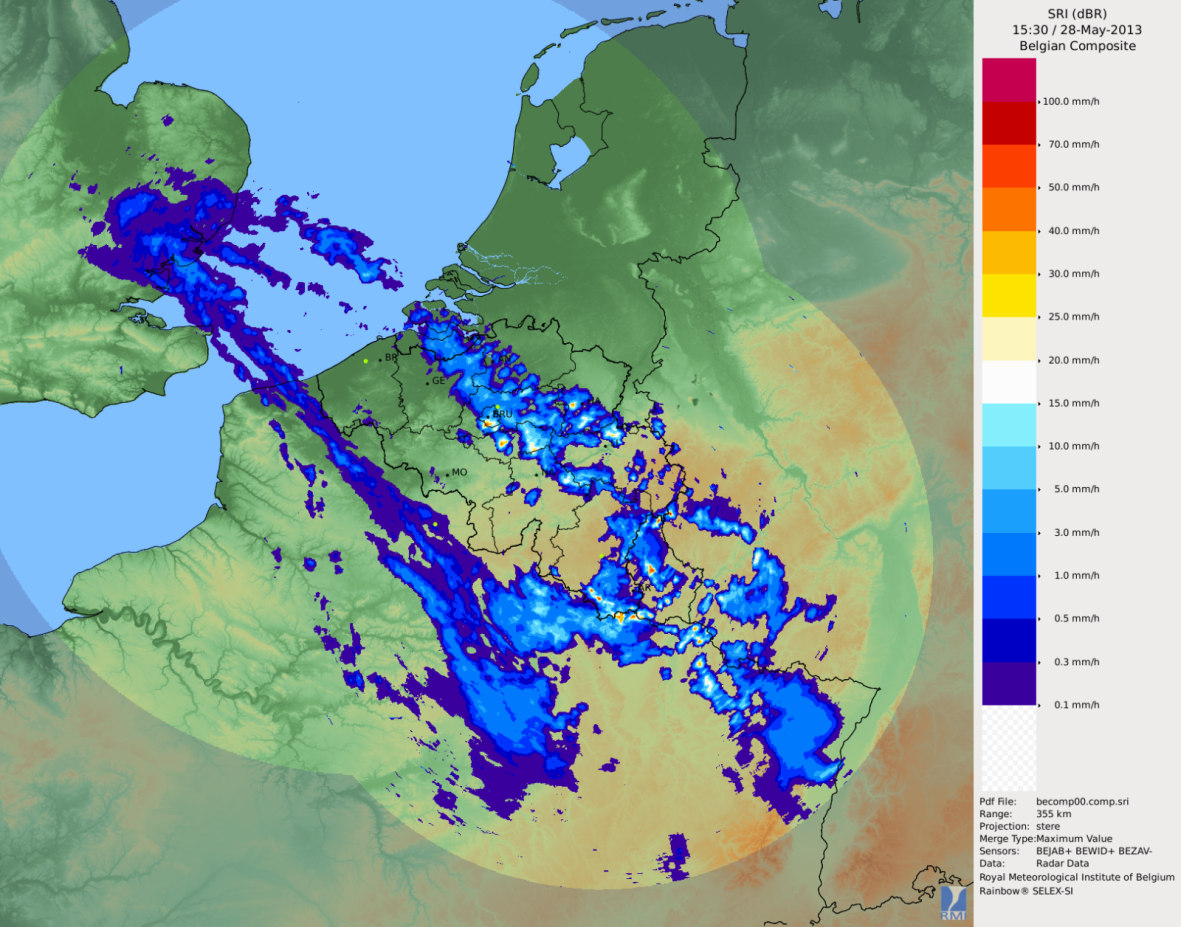 SRI (dBR)
15:30 / 28-May-2013
Belgian Composite
100.0 mm/h
70.0 mm/h
50.0 mm/h
40.0 mm/h
30.0 mm/h
25.0 mm/h
20.0 mm/h
15.0 mm/h
10.0 mm/h
5.0 mm/h
3.0 mm/h
1.0 mm/h
0.5 mm/h
0.3 mm/h
0.1 mm/h
BR
GE
BRU
MO
Pdf File: becomp00.comp.sri
Range: 355 km
Projection: stere
Merge Type:Maximum Value
Sensors: BEJAB+ BEWID+ BEZAV-
Data: Radar Data
Royal Meteorological Institute of Belgium
Rainbow® SELEX-SI
RMI